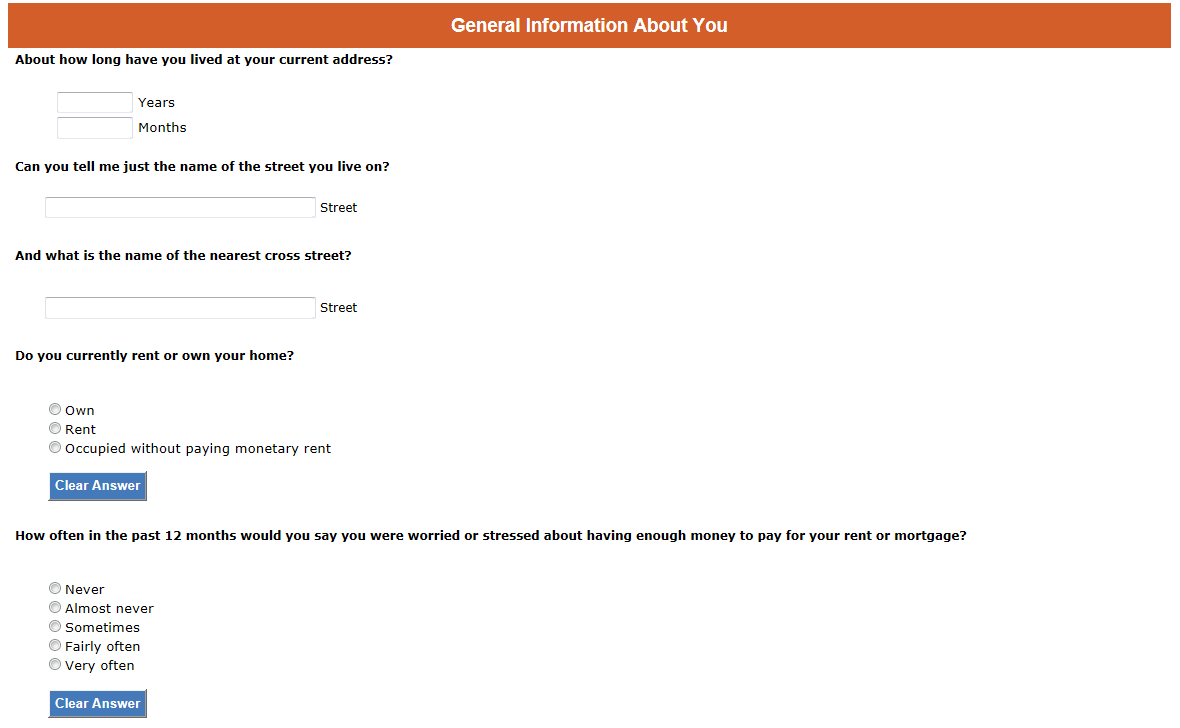 General Information About You
About how long have you lived at your current address?
Years
Months
Can you tell me just the name of the street you live on?
Street
And what is the name of the nearest cross street?
Street
Do you currently rent or own your home?
Own
Rent
Occupied without paying monetary rent
Clear Answer
How often in the past 12 months would you say you were worried or stressed about having enough money to pay for your rent or mortgage?
Never
Almost never
Sometimes
Fairly often
Very often
Clear Answer